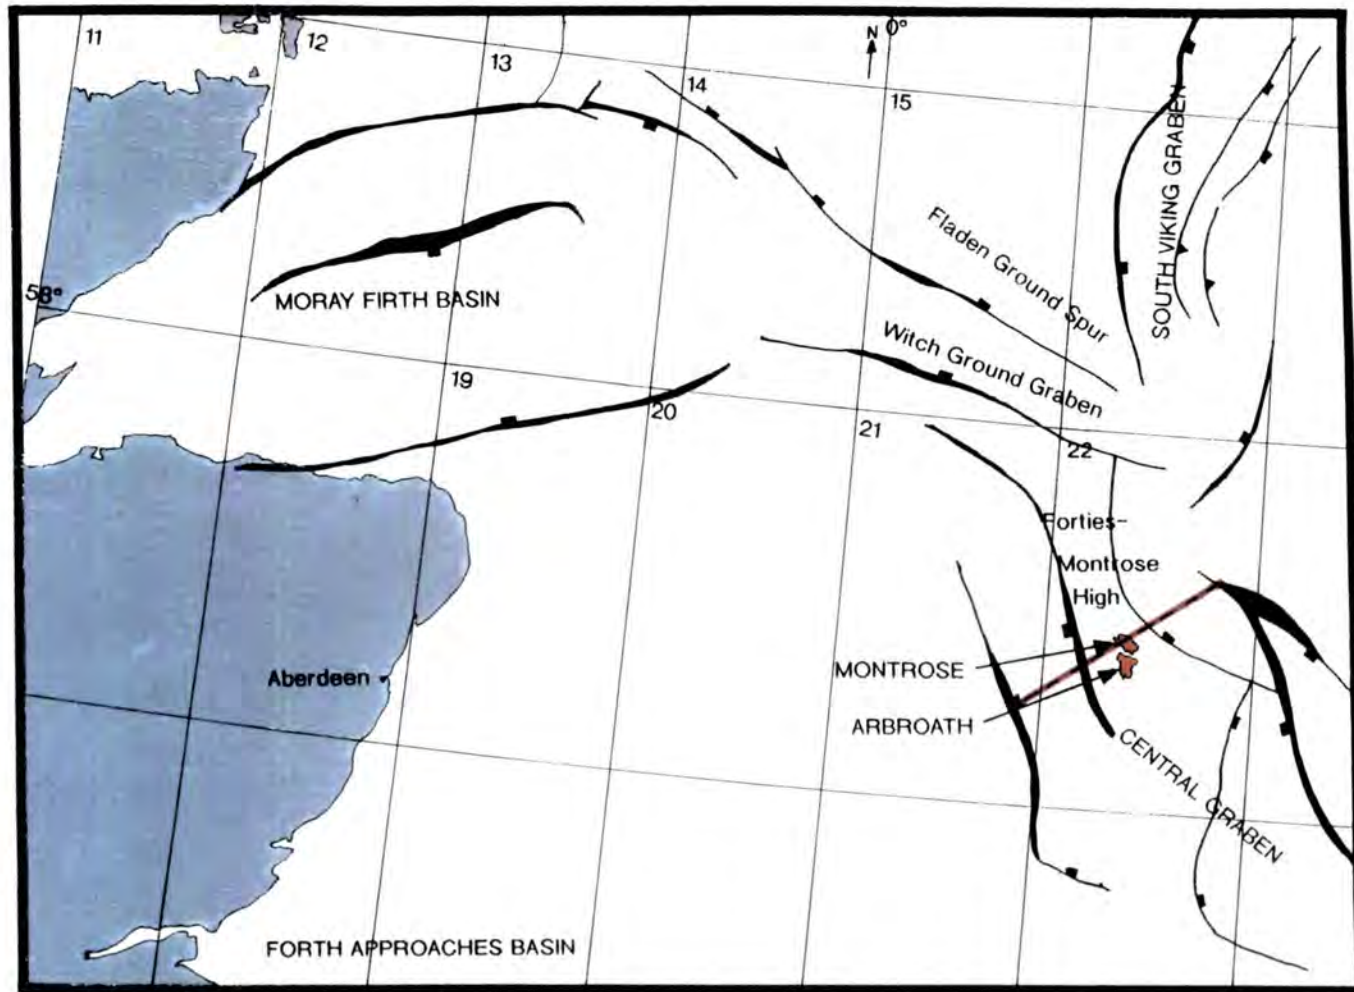 11
12
13
14
N
0°
15
58°
MORAY FIRTH BASIN
Fladen Ground Spur
SOUTH VIKING GRABEN
Witch Ground Graben
19
20
21
22
Forties-
Montrose
High
Aberdeen
MONTROSE
ARBROATH
CENTRAL GRABEN
FORTH APPROACHES BASIN